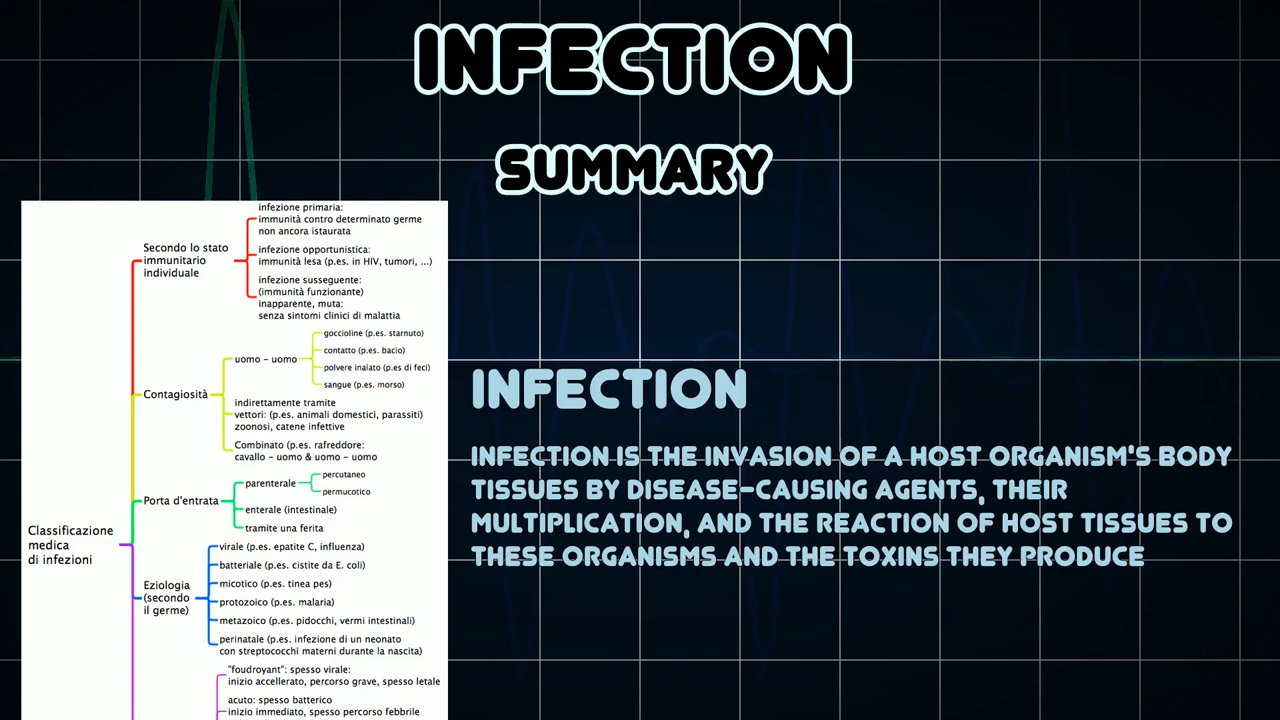 INFECTION
SUMMARY
infezione primaria:
immunità contro determinato germe
non ancora istaurata
Secondo lo stato
immunitario
individuale
infezione opportunistica:
immunità lesa (p.es. in HIV, tumori, ...)
infezione susseguente:
(immunità funzionante)
inapparente, muta:
senza sintomi clinici di malattia
Contagiosità
uomo - uomo
goccioline (p.es. starnuto)
contatto (p.es. bacio)
polvere inalato (p.es di feci)
sangue (p.es. morso)
indirettamente tramite
vettori: (p.es. animali domestici, parassiti)
zoonosi, catene infettive
Combinato (p.es. rafreddore:
cavallo - uomo & uomo - uomo
Porta d'entrata
parenterale
percutaneo
permucotico
enterale (intestinale)
tramite una ferita
Classificazione
medica
di infezioni
Eziologia
(secondo
il germe)
virale (p.es. epatite C, influenza)
batteriale (p.es. cistite da E. coli)
micotico (p.es. tinea pes)
protozoico (p.es. malaria)
metazoico (p.es. pidocchi, vermi intestinali)
perinatale (p.es. infezione di un neonato
con streptococchi materni durante la nascita)
"foudroyant": spesso virale:
inizio accellerato, percorso grave, spesso letale
acuto: spesso batterico
inizio immediato, spesso percorso febbrile
INFECTION
INFECTION IS THE INVASION OF A HOST ORGANISM'S BODY
TISSUES BY DISEASE-CAUSING AGENTS, THEIR
MULTIPLICATION, AND THE REACTION OF HOST TISSUES TO
THESE ORGANISMS AND THE TOXINS THEY PRODUCE